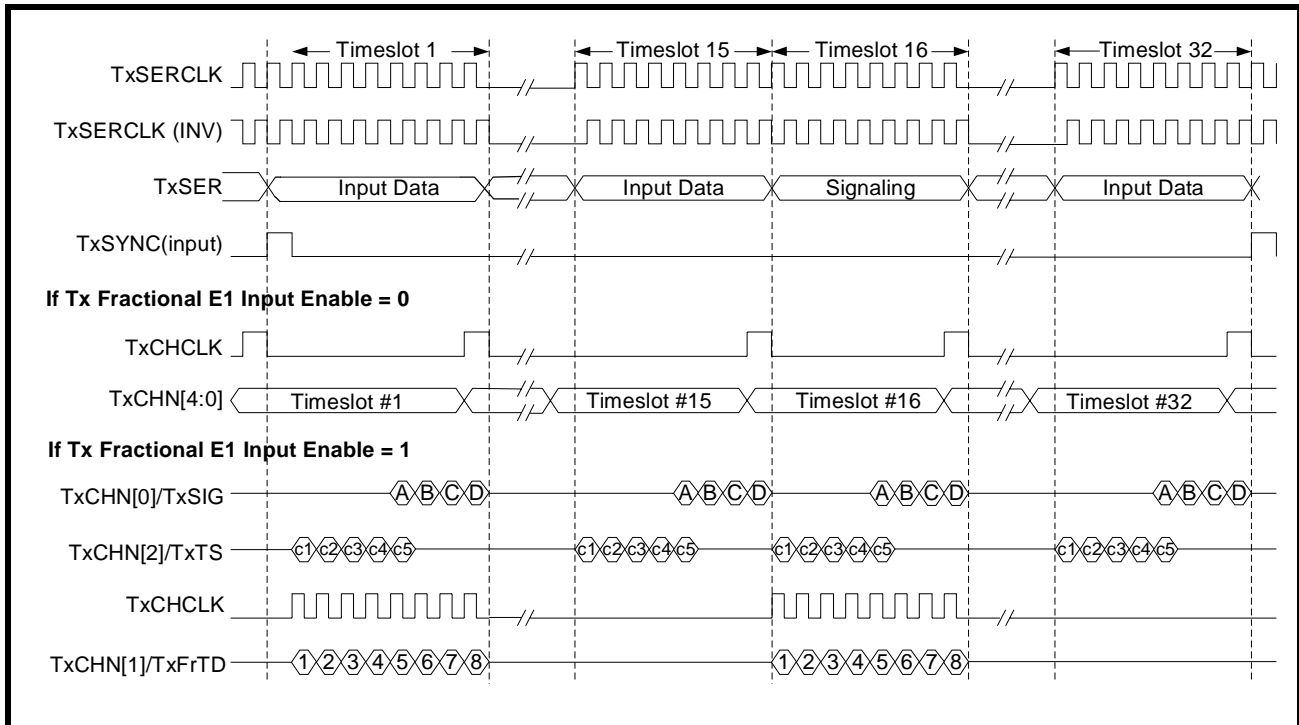 Timeslot 1 Timeslot 15 Timeslot 16 Timeslot 32
TxSERCLK
TxSERCLK (INV)
TxSER Input Data Input Data Signaling Input Data
TxSYNC(input)
If Tx Fractional E1 Input Enable = 0
TxCHCLK
TxCHN[4:0] Timeslot #1 Timeslot #15 Timeslot #16 Timeslot #32
If Tx Fractional E1 Input Enable = 1
TxCHN[0]/TxSIG A B C D A B C D A B C D A B C D
TxCHN[2]/TxTS c1 c2 c3 c4 c5 c1 c2 c3 c4 c5 c1 c2 c3 c4 c5 c1 c2 c3 c4 c5
TxCHCLK
TxCHN[1]/TxFrTD 1 2 3 4 5 6 7 8 1 2 3 4 5 6 7 8